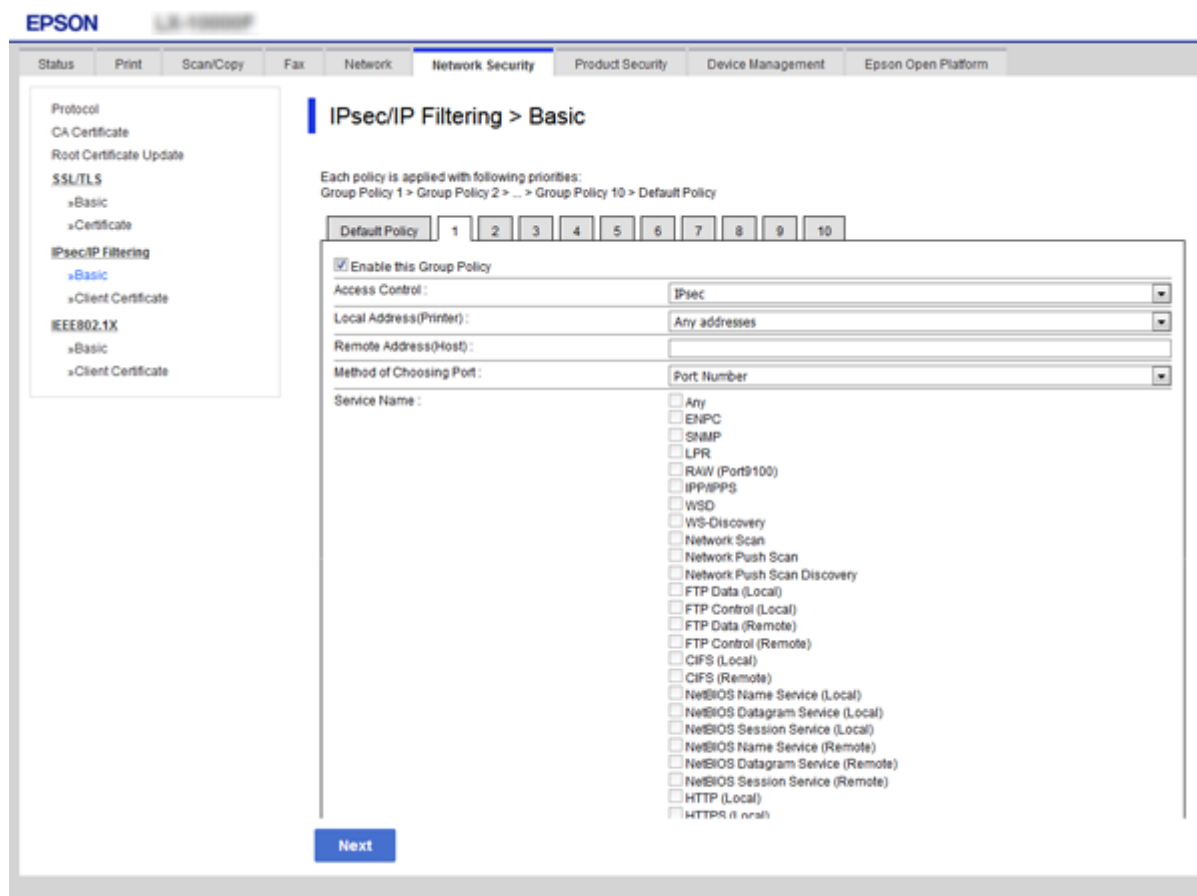 EPSON
Status Print Scan/Copy Fax Network Network Security Product Security Device Management Epson Open Platform
Protocol
CA Certificate
Root Certificate Update
SSL/TLS
»Basic
»Certificate
IPsec/IP Filtering
»Basic
»Client Certificate
IEEE802.1X
»Basic
»Client Certificate
IPsec/IP Filtering > Basic
Each policy is applied with following priorities:
Group Policy 1 > Group Policy 2 > ... > Group Policy 10 > Default Policy
Default Policy 1 2 3 4 5 6 7 8 9 10
Enable this Group Policy
Access Control : IPsec
Local Address(Printer) : Any addresses
Remote Address(Host) :
Method of Choosing Port : Port Number
Service Name : Any
ENPC
SNMP
LPR
RAW (Port9100)
IPP/IPPS
WSD
WS-Discovery
Network Scan
Network Push Scan
Network Push Scan Discovery
FTP Data (Local)
FTP Control (Local)
FTP Data (Remote)
FTP Control (Remote)
CIFS (Local)
CIFS (Remote)
NetBIOS Name Service (Local)
NetBIOS Datagram Service (Local)
NetBIOS Session Service (Local)
NetBIOS Name Service (Remote)
NetBIOS Datagram Service (Remote)
NetBIOS Session Service (Remote)
HTTP (Local)
HTTPS (Local)
Next